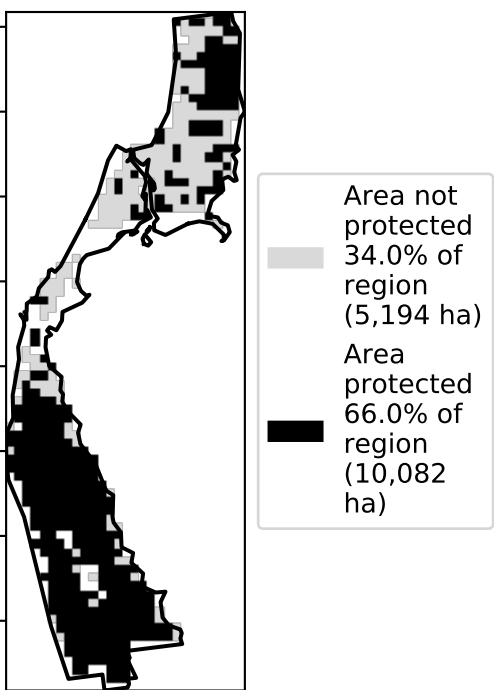 Area not
protected
34.0% of
region
(5,194 ha)
Area
protected
66.0% of
region
(10,082
ha)